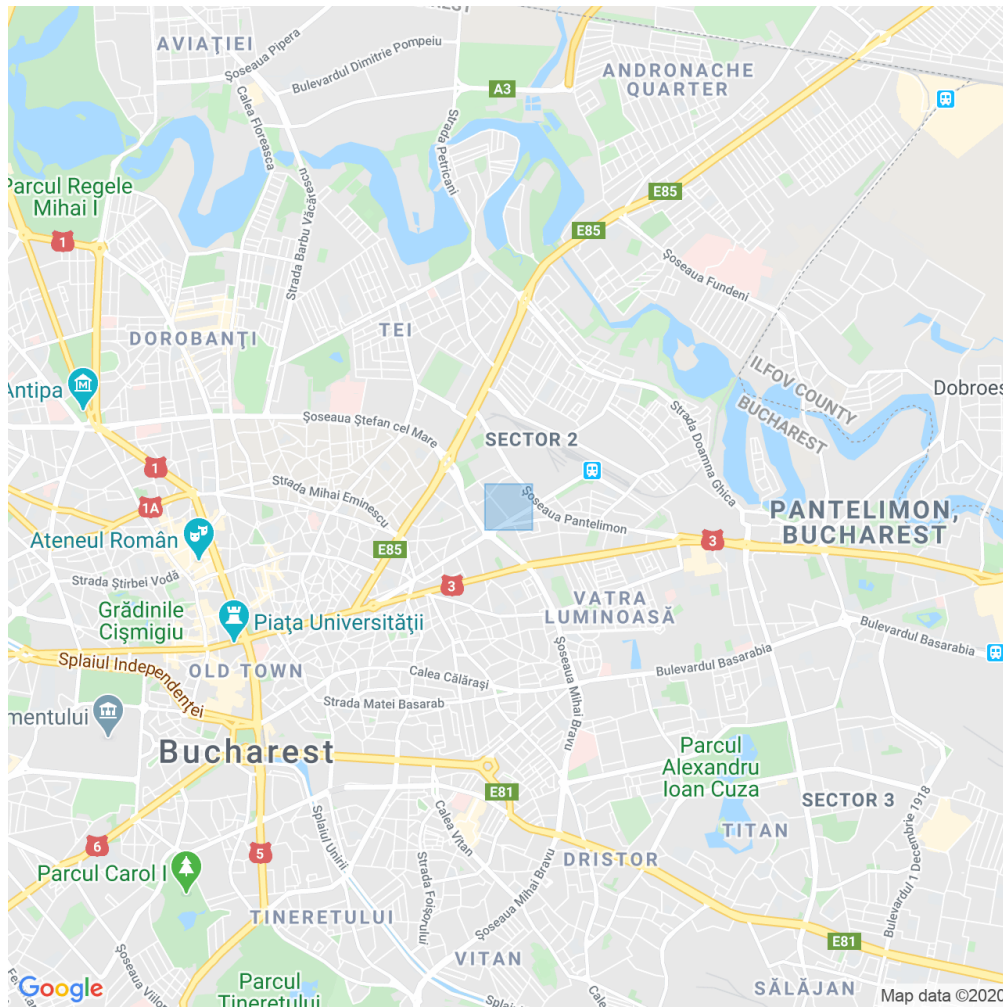 AVIAŢIEI
Şoseaua Pipera
Bulevardul Dimitrie Pompeiu
Calea Floreasca
A3
Strada Petricani
ANDRONACHE
QUARTER
Parcul Regele
Mihai I
1
Strada Barbu Văcărescu
E85
E85
Şoseaua Fundeni
DOROBANŢI
TEI
ILFOV COUNTY
BUCHAREST
Dobroes
Antipa
Şoseaua Ştefan cel Mare
SECTOR 2
Strada Doamna Ghica
1
Strada Mihai Eminescu
1A
Şoseaua Pantelimon
PANTELIMON,
BUCHAREST
Ateneul Român
E85
3
Strada Ştirbei Vodă
3
Grădinile
Cişmigiu
Piaţa Universităţii
VATRA
LUMINOASĂ
Bulevardul Basarabia
Splaiul Independenţei
OLD TOWN
Calea Călăraşi
Şoseaua Mihai Bravu
Bulevardul Basarabia
Strada Matei Basarab
mentului
Bucharest
Parcul
Alexandru
Ioan Cuza
E81
SECTOR 3
Calea Vitan
TITAN
6
5
Splaiul Unirii
DRISTOR
Bulevardul 1 Decembrie 1918
Parcul Carol I
Strada Foişorului
Şoseaua Mihai Bravu
TINERETULUI
E81
VITAN
Şoseaua Viilor
Parcul
Tineretului
Splaiul
Calea
SĂLĂJAN
Google
Map data ©2020